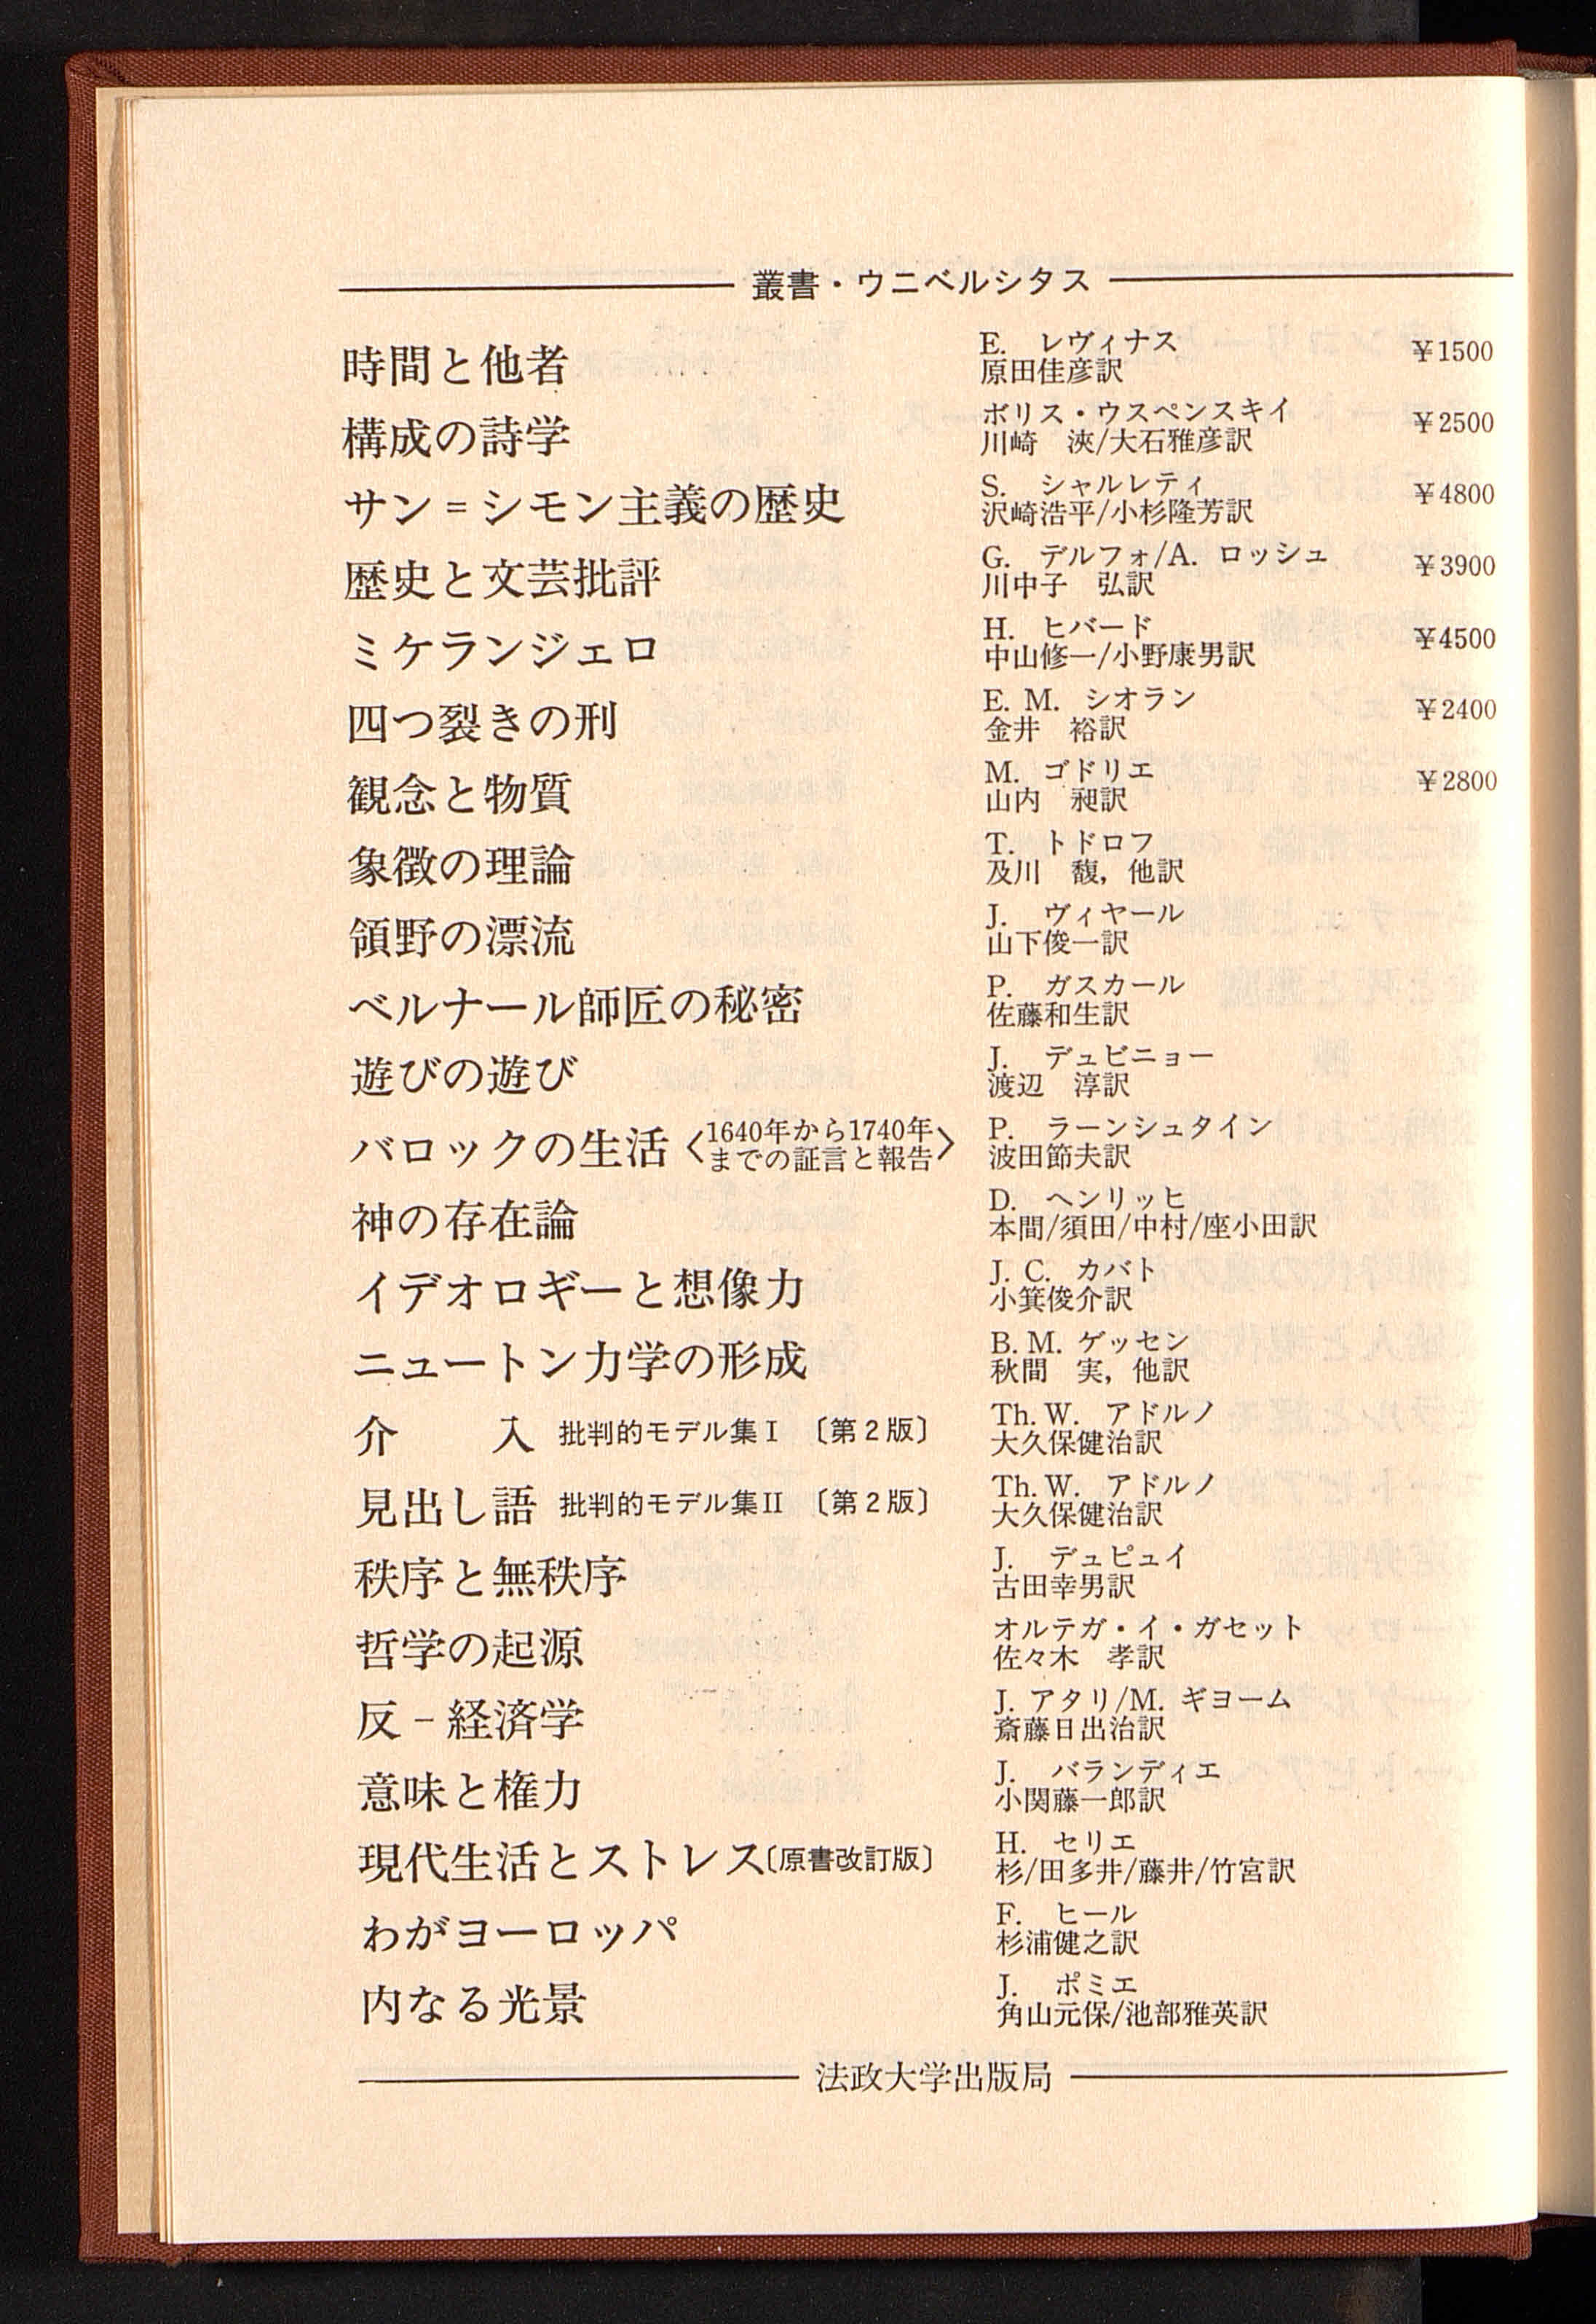 叢書・ウニベルシタス
時間と他者 E. レヴィナス 原田佳彦訳 ¥1500
構成の詩学 ボリス・ウスペンスキイ 川崎 浹/大石雅彦訳 ¥2500
サン=シモン主義の歴史 S. シャルレティ 沢崎浩平/小杉隆芳訳 ¥4800
歴史と文芸批評 G. デルフォ/A. ロッシュ 川中子 弘訳 ¥3900
ミケランジェロ H. ヒバード 中山修一/小野康男訳 ¥4500
四つ裂きの刑 E. M. シオラン 金井 裕訳 ¥2400
観念と物質 M. ゴドリエ 山内 昶訳 ¥2800
象徴の理論 T. トドロフ 及川 馥, 他訳
領野の漂流 J. ヴィヤール 山下俊一訳
ベルナール師匠の秘密 P. ガスカール 佐藤和生訳
遊びの遊び J. デュビニョー 渡辺 淳訳
バロックの生活〈1640年から1740年までの証言と報告〉 P. ラーンシュタイン 波田節夫訳
神の存在論 D. ヘンリッヒ 本間/須田/中村/座小田訳
イデオロギーと想像力 J. C. カバト 小箕俊介訳
ニュートン力学の形成 B. M. ゲッセン 秋間 実, 他訳
介 入 批判的モデル集I 〔第2版〕 Th. W. アドルノ 大久保健治訳
見出し語 批判的モデル集II 〔第2版〕 Th. W. アドルノ 大久保健治訳
秩序と無秩序 J. デュピュイ 古田幸男訳
哲学の起源 オルテガ・イ・ガセット 佐々木 孝訳
反-経済学 J. アタリ/M. ギヨーム 斎藤日出治訳
意味と権力 J. バランディエ 小関藤一郎訳
現代生活とストレス〔原書改訂版〕 H. セリエ 杉/田多井/藤井/竹宮訳
わがヨーロッパ F. ヒール 杉浦健之訳
内なる光景 J. ポミエ 角山元保/池部雅英訳
法政大学出版局